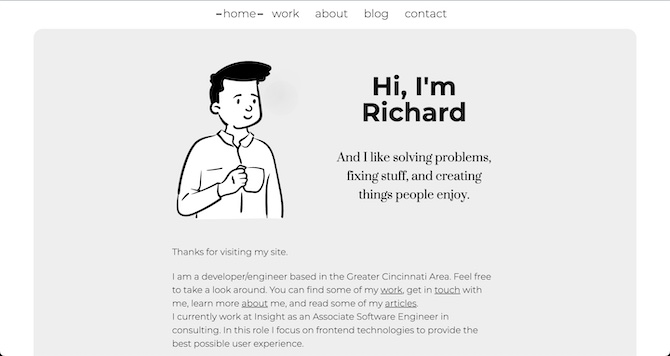 home work about blog contact
Hi, I'm
Richard
And I like solving problems,
fixing stuff, and creating
things people enjoy.
Thanks for visiting my site.
I am a developer/engineer based in the Greater Cincinnati Area. Feel free
to take a look around. You can find some of my work, get in touch with
me, learn more about me, and read some of my articles.
I currently work at Insight as an Associate Software Engineer in
consulting. In this role I focus on frontend technologies to provide the
best possible user experience.